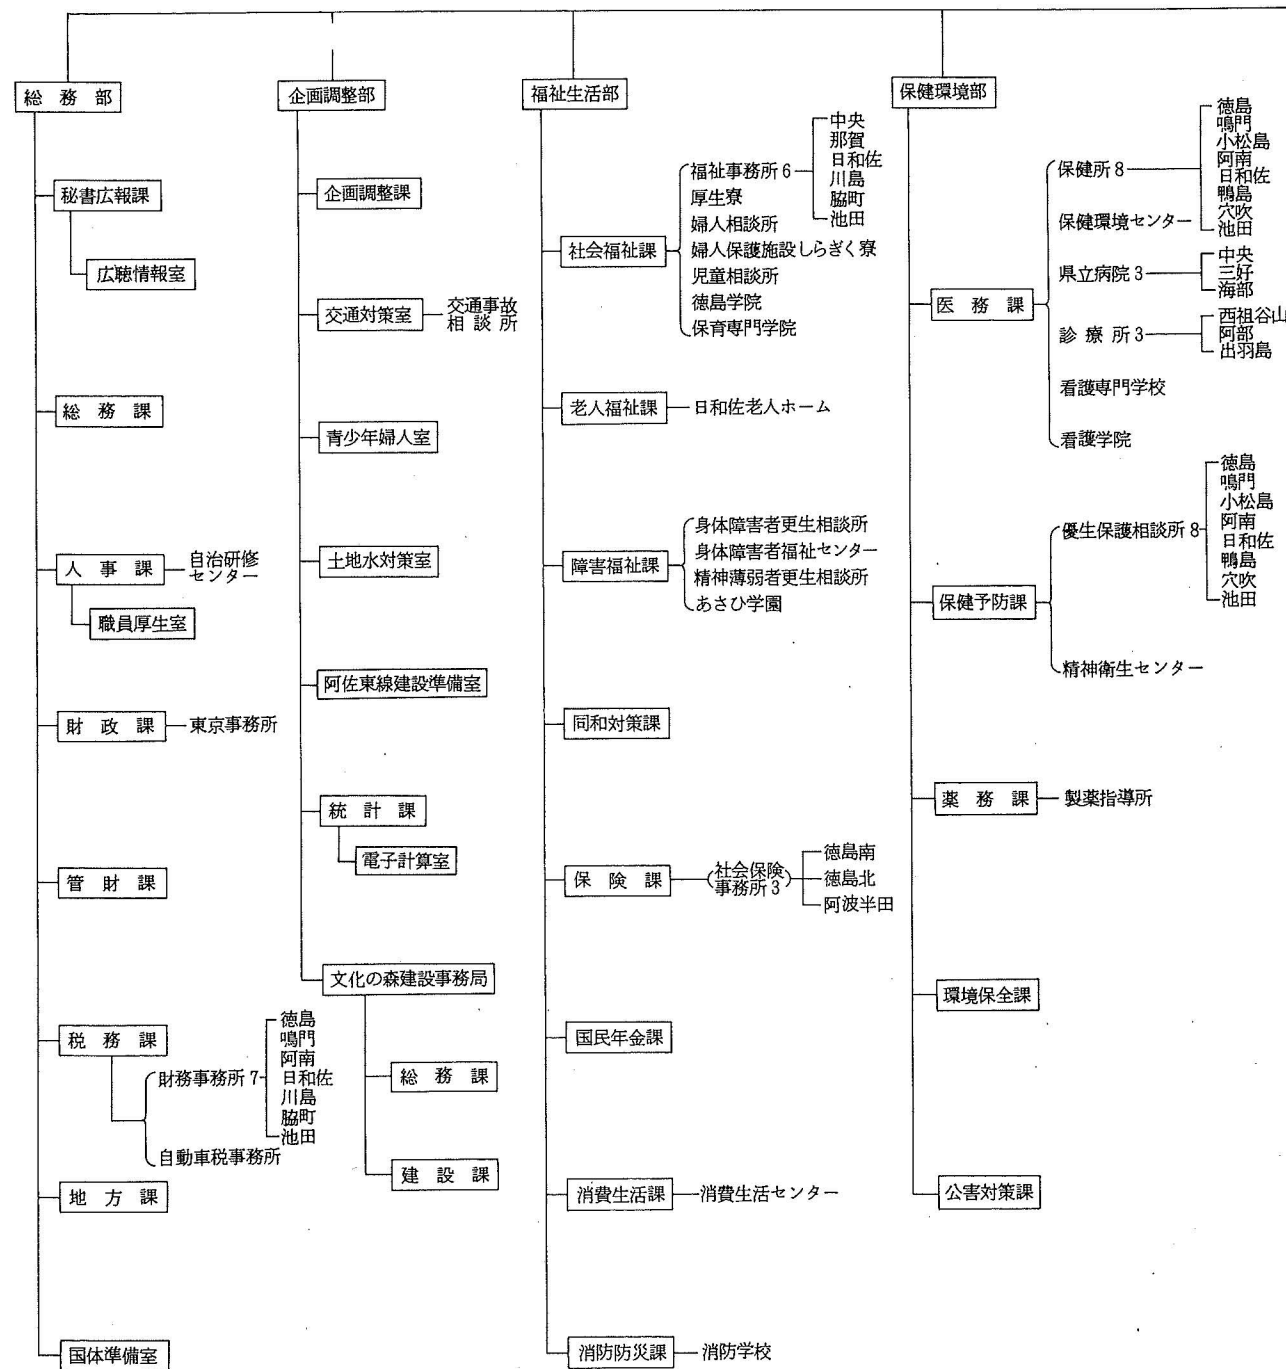 総務部
秘書広報課
広聴情報室
総務課
人事課
自治研修
センター
職員厚生室
財政課
東京事務所
管財課
税務課
財務事務所7
徳島
鳴門
阿南
日和佐
川島
脇町
池田
自動車税事務所
地方課
国体準備室
企画調整部
企画調整課
交通対策室
交通事故
相談所
青少年婦人室
土地水対策室
阿佐東線建設準備室
統計課
電子計算室
文化の森建設事務局
総務課
建設課
福祉生活部
社会福祉課
福祉事務所6
中央
那賀
日和佐
川島
脇町
池田
厚生寮
婦人相談所
婦人保護施設しらぎく寮
児童相談所
徳島学院
保育専門学院
老人福祉課
日和佐老人ホーム
障害福祉課
身体障害者更生相談所
身体障害者福祉センター
精神薄弱者更生相談所
あさひ学園
同和対策課
保険課
(社会保険
事務所3)
徳島南
徳島北
阿波半田
国民年金課
消費生活課
消費生活センター
消防防災課
消防学校
保健環境部
医務課
保健所8
徳島
鳴門
小松島
阿南
日和佐
鴨島
穴吹
池田
保健環境センター
県立病院3
中央
三好
海部
診療所3
西祖谷山
阿部
出羽島
看護専門学校
看護学院
保健予防課
優生保護相談所8
徳島
鳴門
小松島
阿南
日和佐
鴨島
穴吹
池田
精神衛生センター
薬務課
製薬指導所
環境保全課
公害対策課